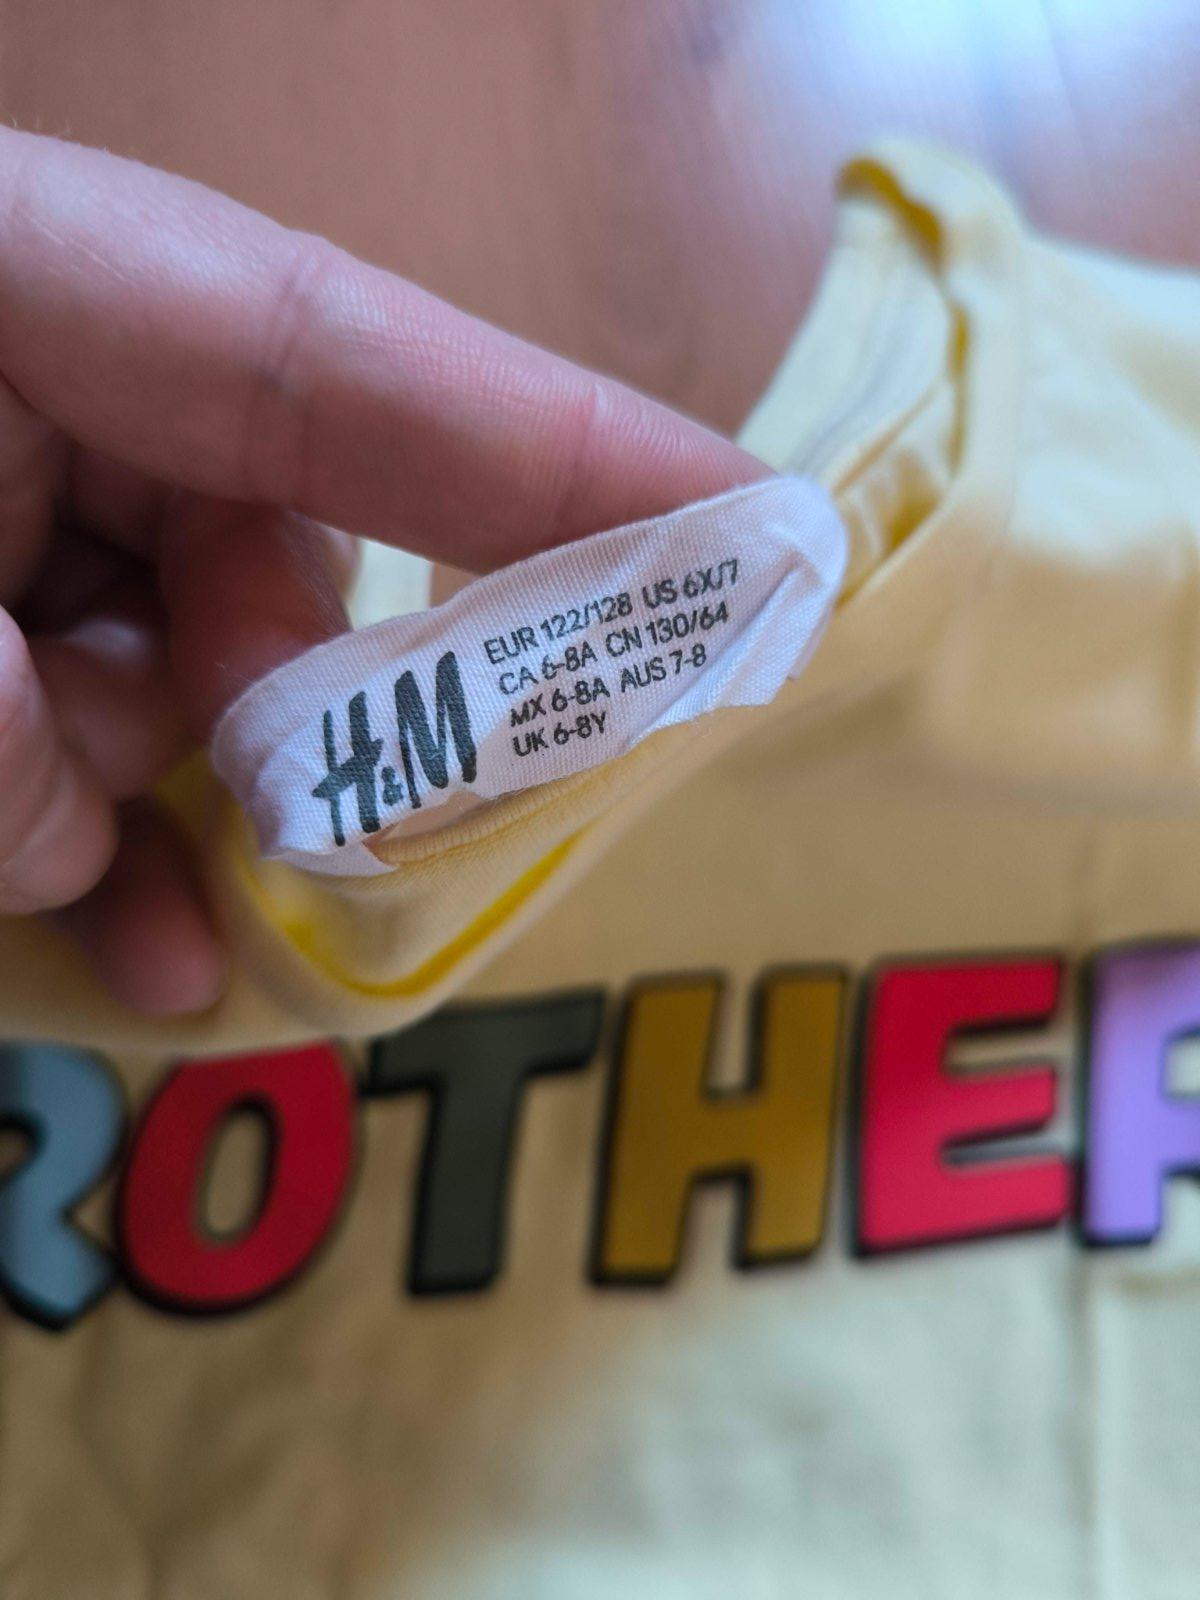 H&M
EUR 122/128 US 6X/7
CA 6-8A CN 130/64
MX 6-8A AUS 7-8
UK 6-8Y
ROTHER